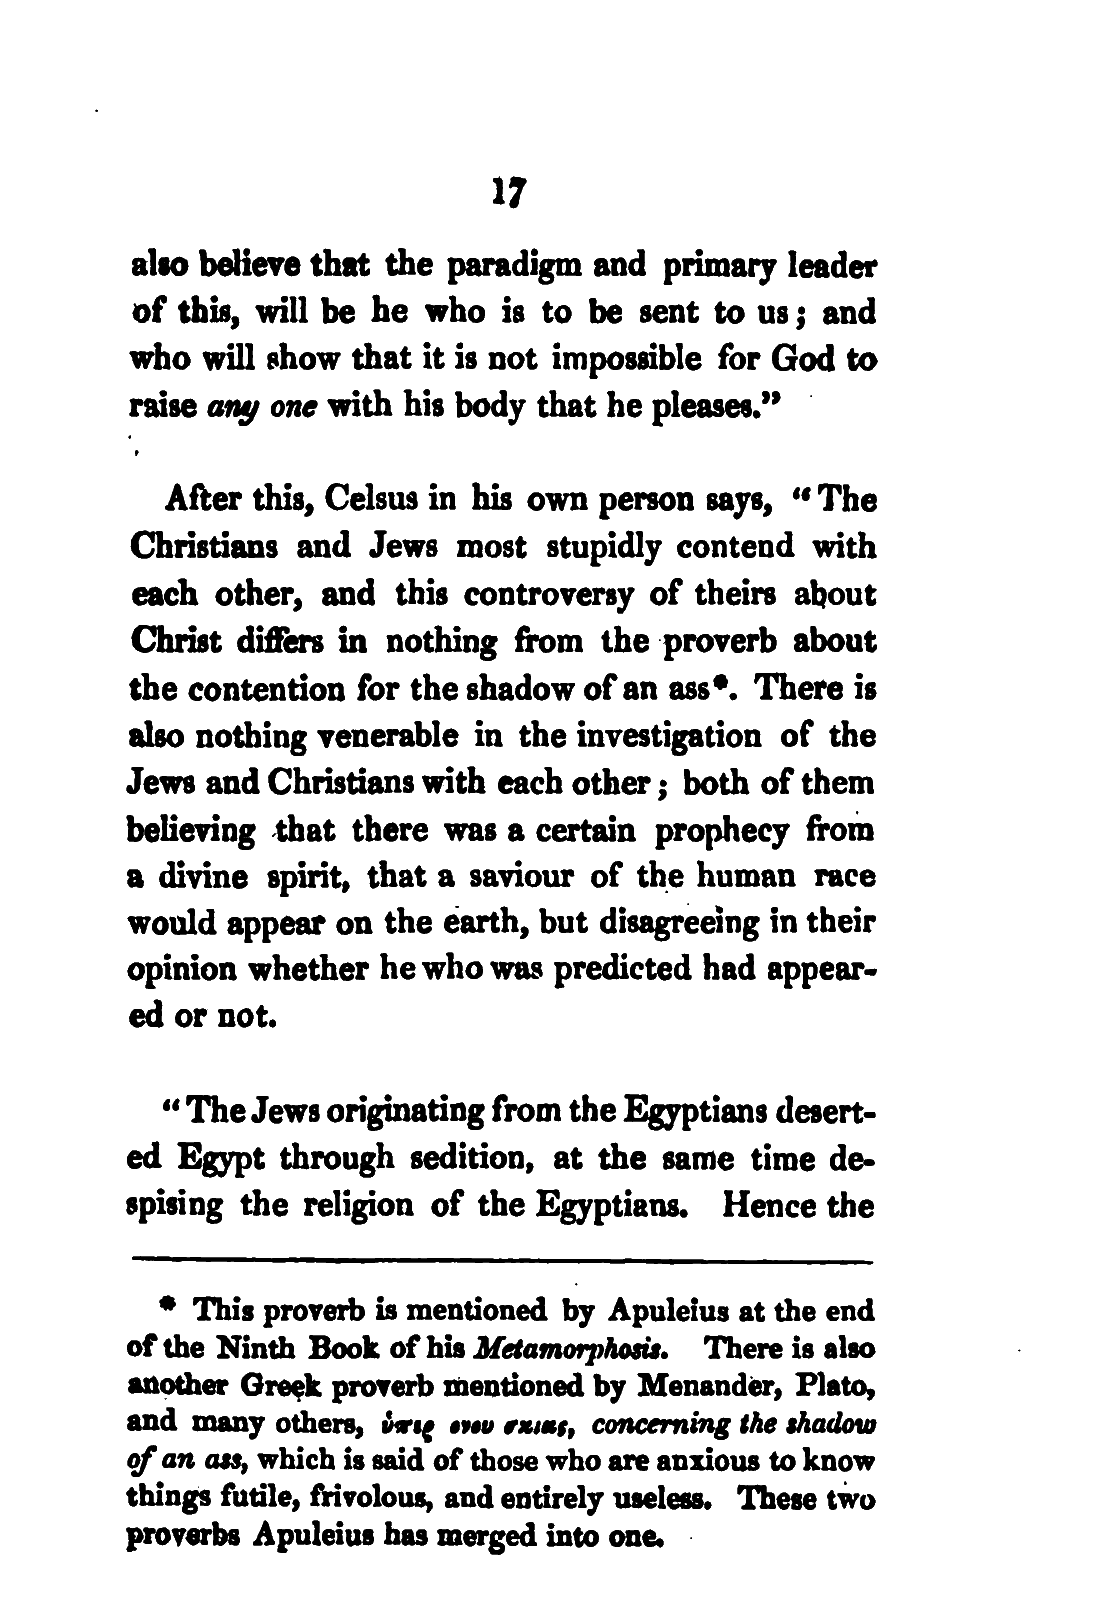 17
also believe that the paradigm and primary leader
of this, will be he who is to be sent to us; and
who will show that it is not impossible for God to
raise any one with his body that he pleases.”
After this, Celsus in his own person says, “The
Christians and Jews most stupidly contend with
each other, and this controversy of theirs about
Christ differs in nothing from the proverb about
the contention for the shadow of an ass*. There is
also nothing venerable in the investigation of the
Jews and Christians with each other; both of them
believing that there was a certain prophecy from
a divine spirit, that a saviour of the human race
would appear on the earth, but disagreeing in their
opinion whether he who was predicted had appear-
ed or not.
“The Jews originating from the Egyptians desert-
ed Egypt through sedition, at the same time de-
spising the religion of the Egyptians. Hence the
* This proverb is mentioned by Apuleius at the end
of the Ninth Book of his Metamorphosis. There is also
another Greek proverb mentioned by Menander, Plato,
and many others, ὑπερ ονου σκιας, concerning the shadow
of an ass, which is said of those who are anxious to know
things futile, frivolous, and entirely useless. These two
proverbs Apuleius has merged into one.